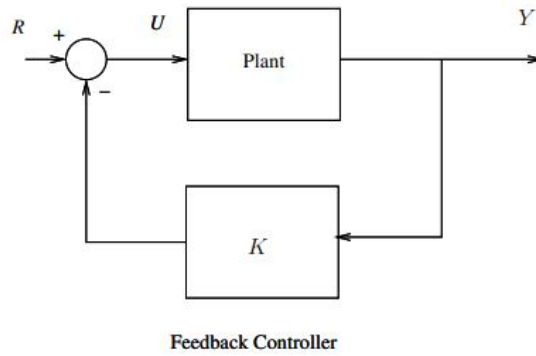 R + U Plant Y
−
K
Feedback Controller